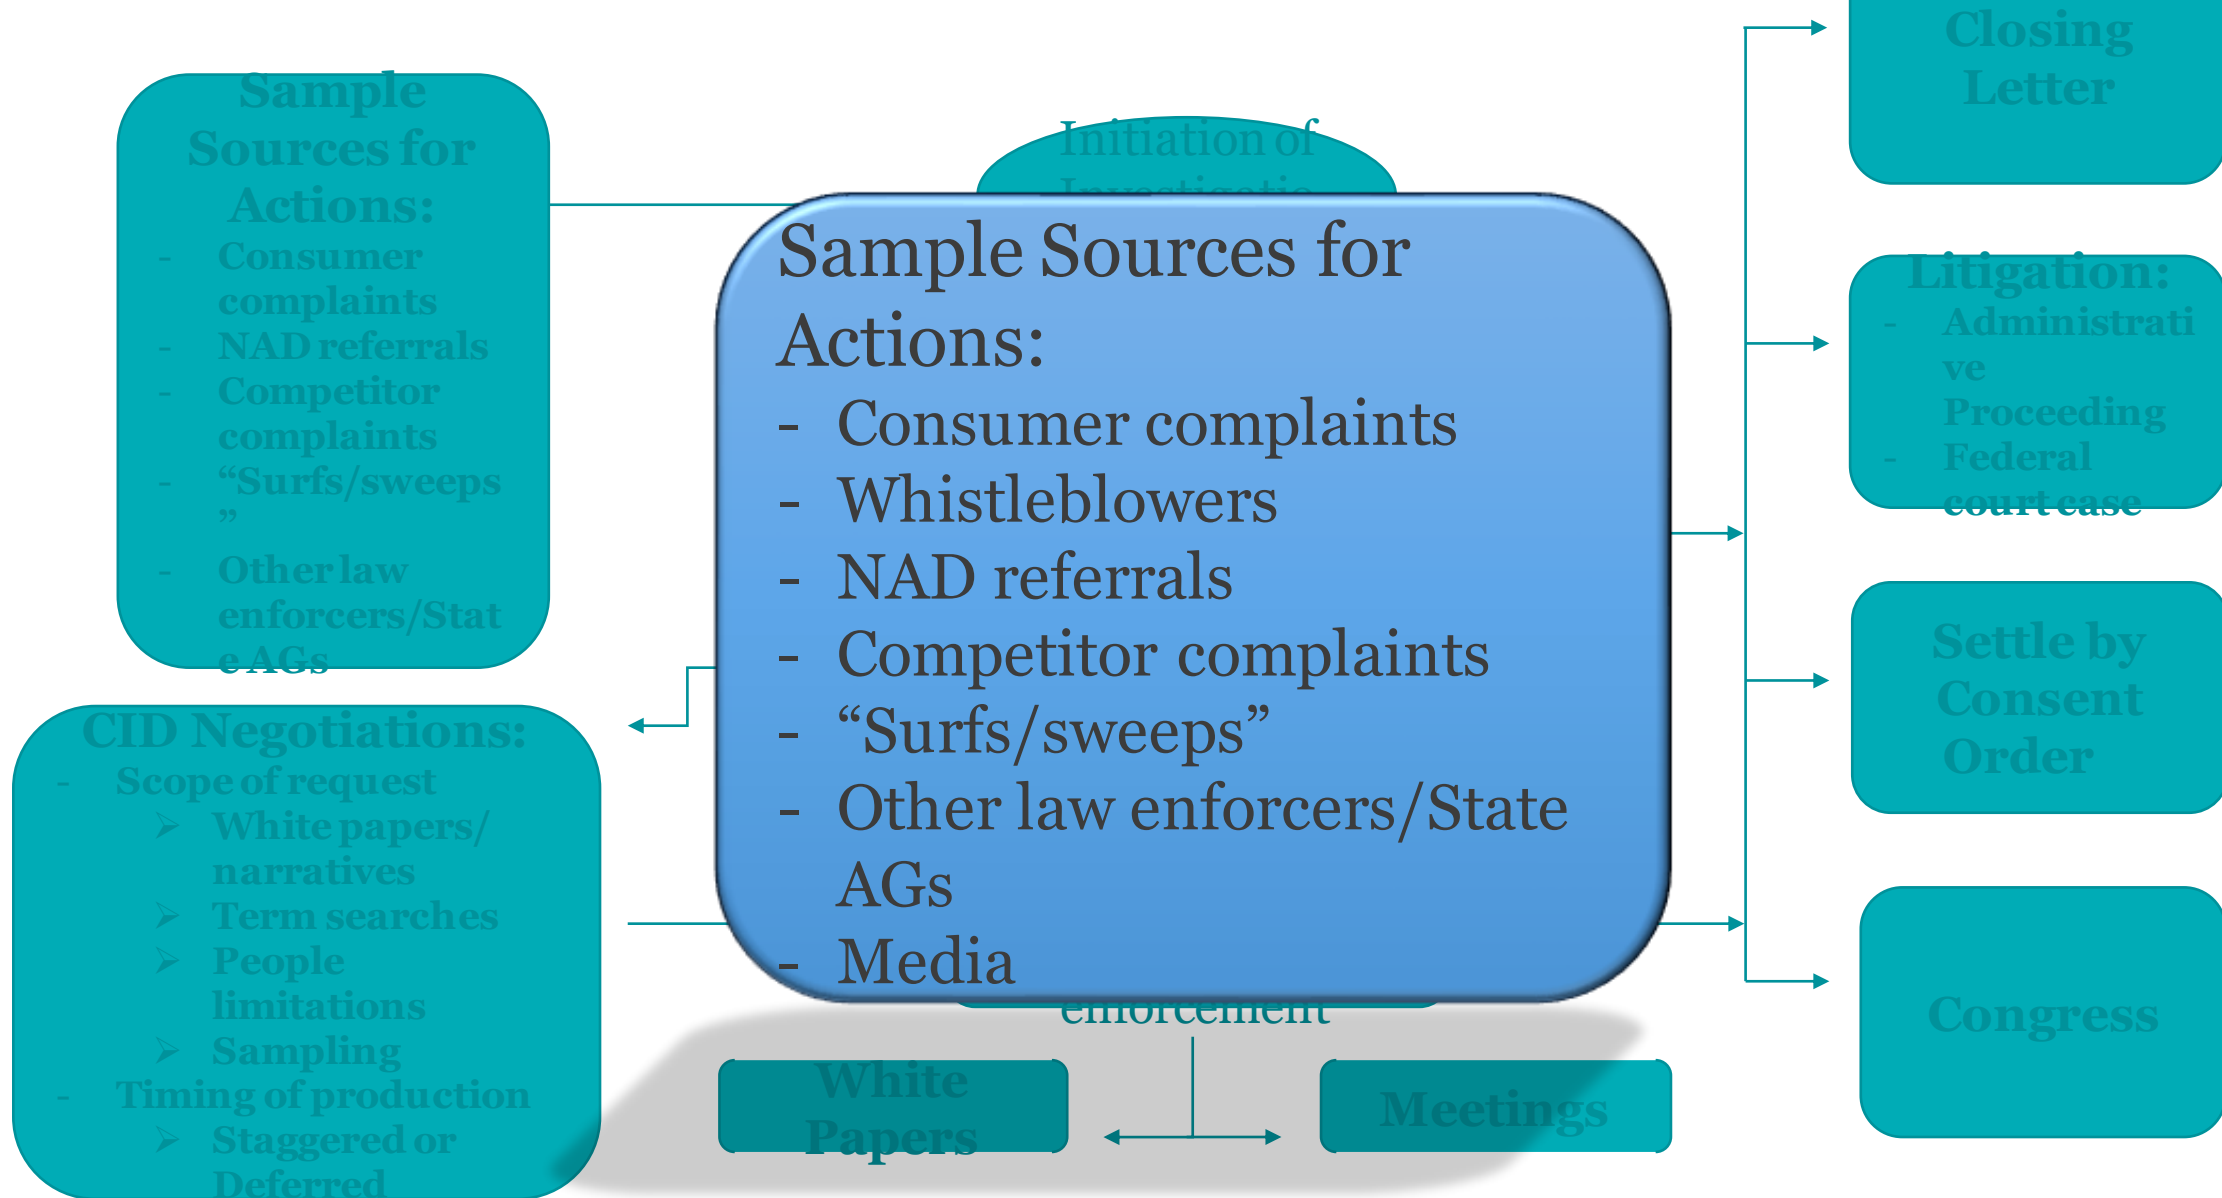 Sample
Sources for
Actions:
- Consumer
complaints
- NAD referrals
- Competitor
complaints
- “Surfs/sweeps
”
- Other law
enforcers/Stat
e AGs
CID Negotiations:
- Scope of request
➢ White papers/
narratives
➢ Term searches
➢ People
limitations
➢ Sampling
- Timing of production
➢ Staggered or
Deferred
Initiation of
Investigatio
Sample Sources for
Actions:
- Consumer complaints
- Whistleblowers
- NAD referrals
- Competitor complaints
- “Surfs/sweeps”
- Other law enforcers/State
AGs
- Media
enforcement
White
Papers
Meetings
Closing
Letter
Litigation:
- Administrati
ve
Proceeding
- Federal
court case
Settle by
Consent
Order
Congress